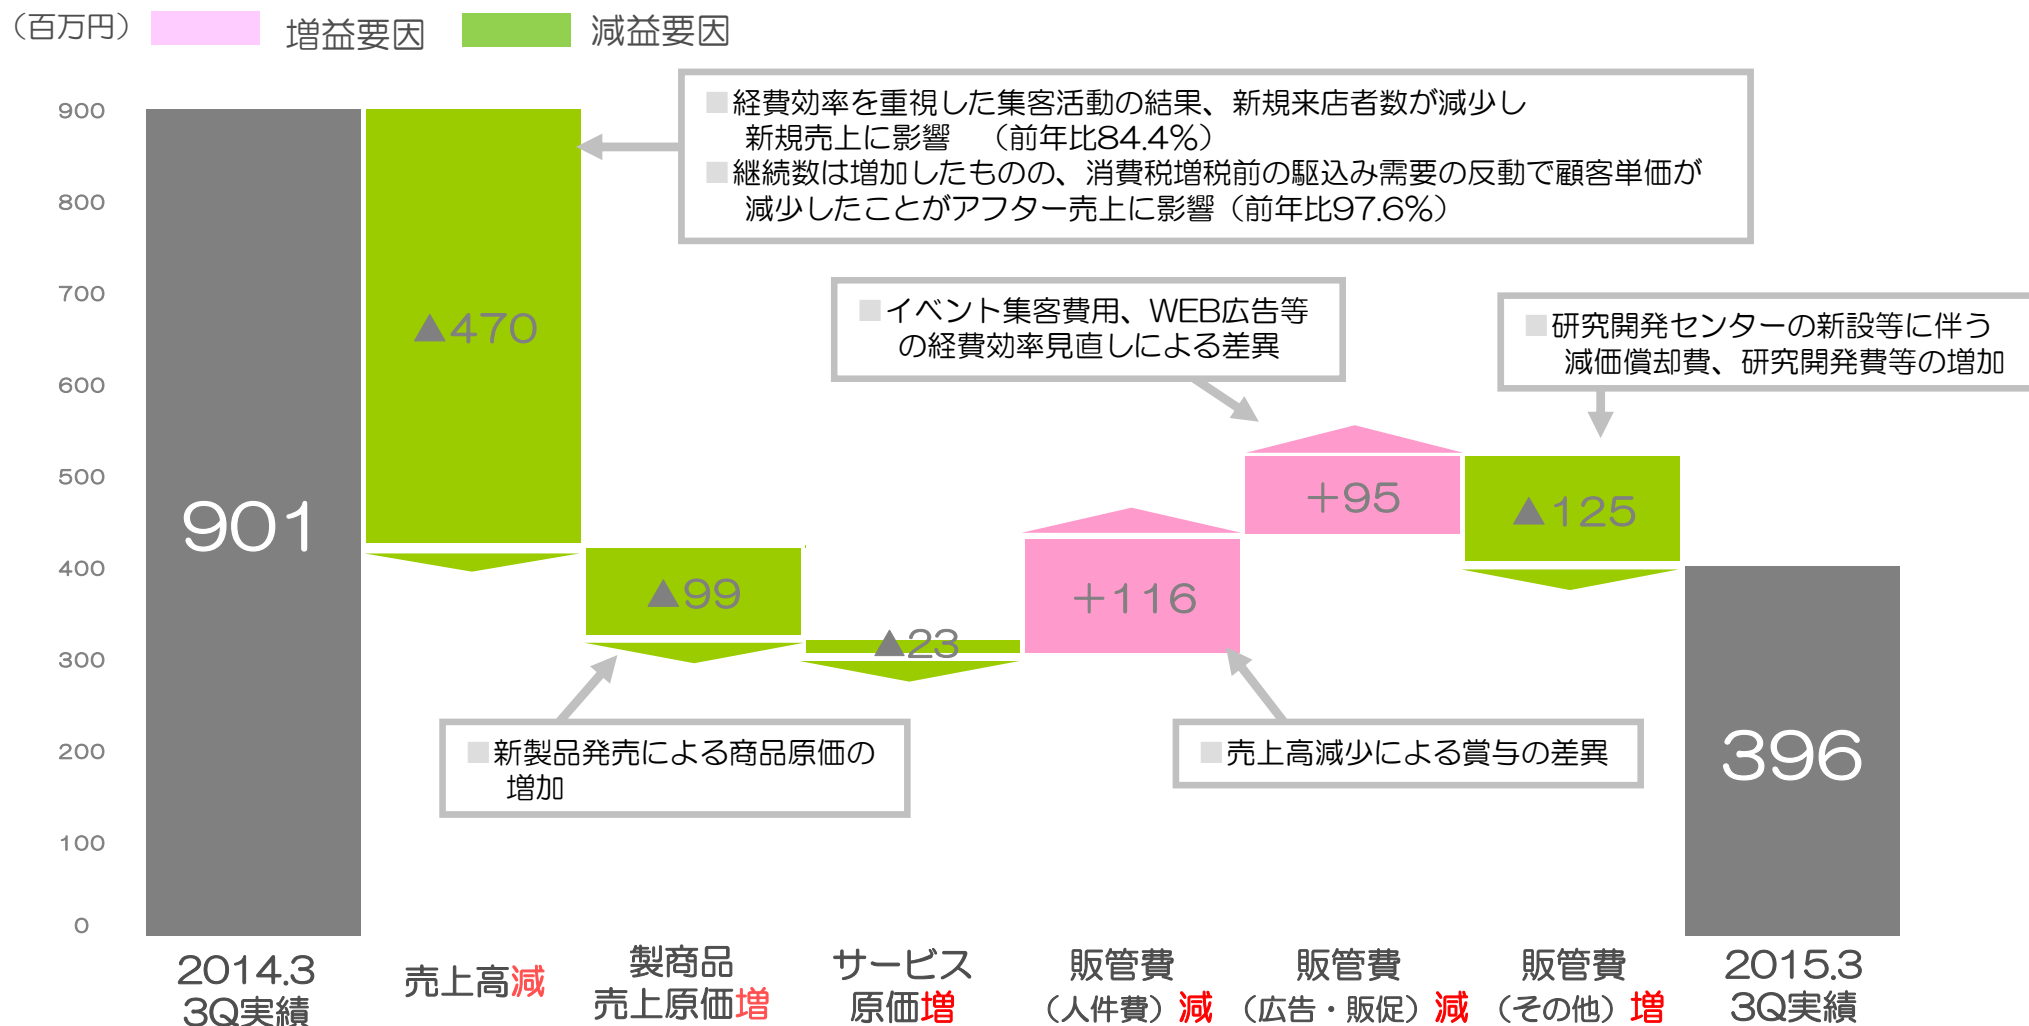 （百万円）
増益要因
減益要因
■経費効率を重視した集客活動の結果、新規来店者数が減少し
新規売上に影響　（前年比84.4%）
■継続数は増加したものの、消費税増税前の駆込み需要の反動で顧客単価が
減少したことがアフター売上に影響（前年比97.6%）
900
800
700
600
500
400
300
200
100
0
■イベント集客費用、WEB広告等
の経費効率見直しによる差異
■研究開発センターの新設等に伴う
減価償却費、研究開発費等の増加
901
▲470
▲99
▲23
＋116
＋95
▲125
396
■新製品発売による商品原価の
増加
■売上高減少による賞与の差異
2014.3
3Q実績
売上高減
製商品
売上原価増
サービス
原価増
販管費
（人件費）減
販管費
（広告・販促）減
販管費
（その他）増
2015.3
3Q実績